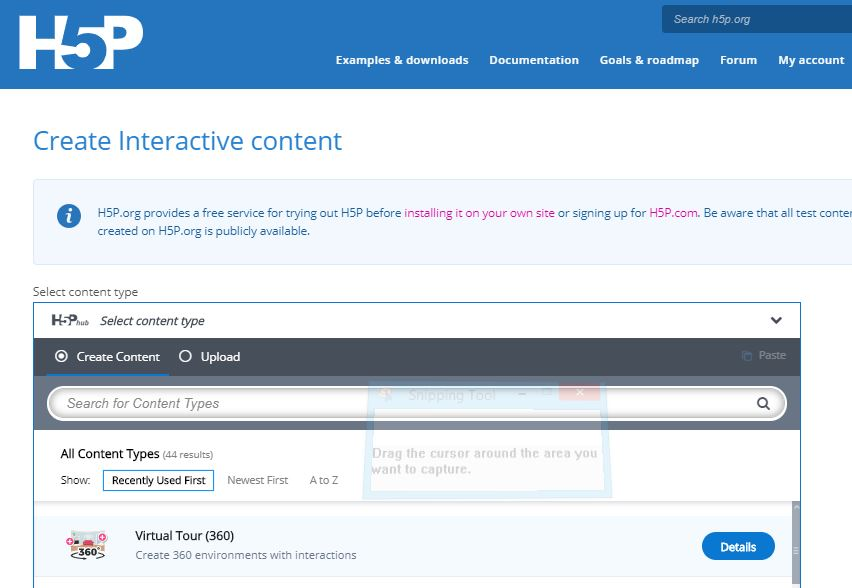 H5P
Search h5p.org
Examples & downloads Documentation Goals & roadmap Forum My account
Create Interactive content
i H5P.org provides a free service for trying out H5P before installing it on your own site or signing up for H5P.com. Be aware that all test
created on H5P.org is publicly available.
Select content type
H5P hub Select content type
Create Content Upload Paste
Search for Content Types
Snipping Tool
Drag the cursor around the area you
want to capture.
All Content Types (44 results)
Show: Recently Used First Newest First A to Z
360°
Virtual Tour (360)
Create 360 environments with interactions
Details